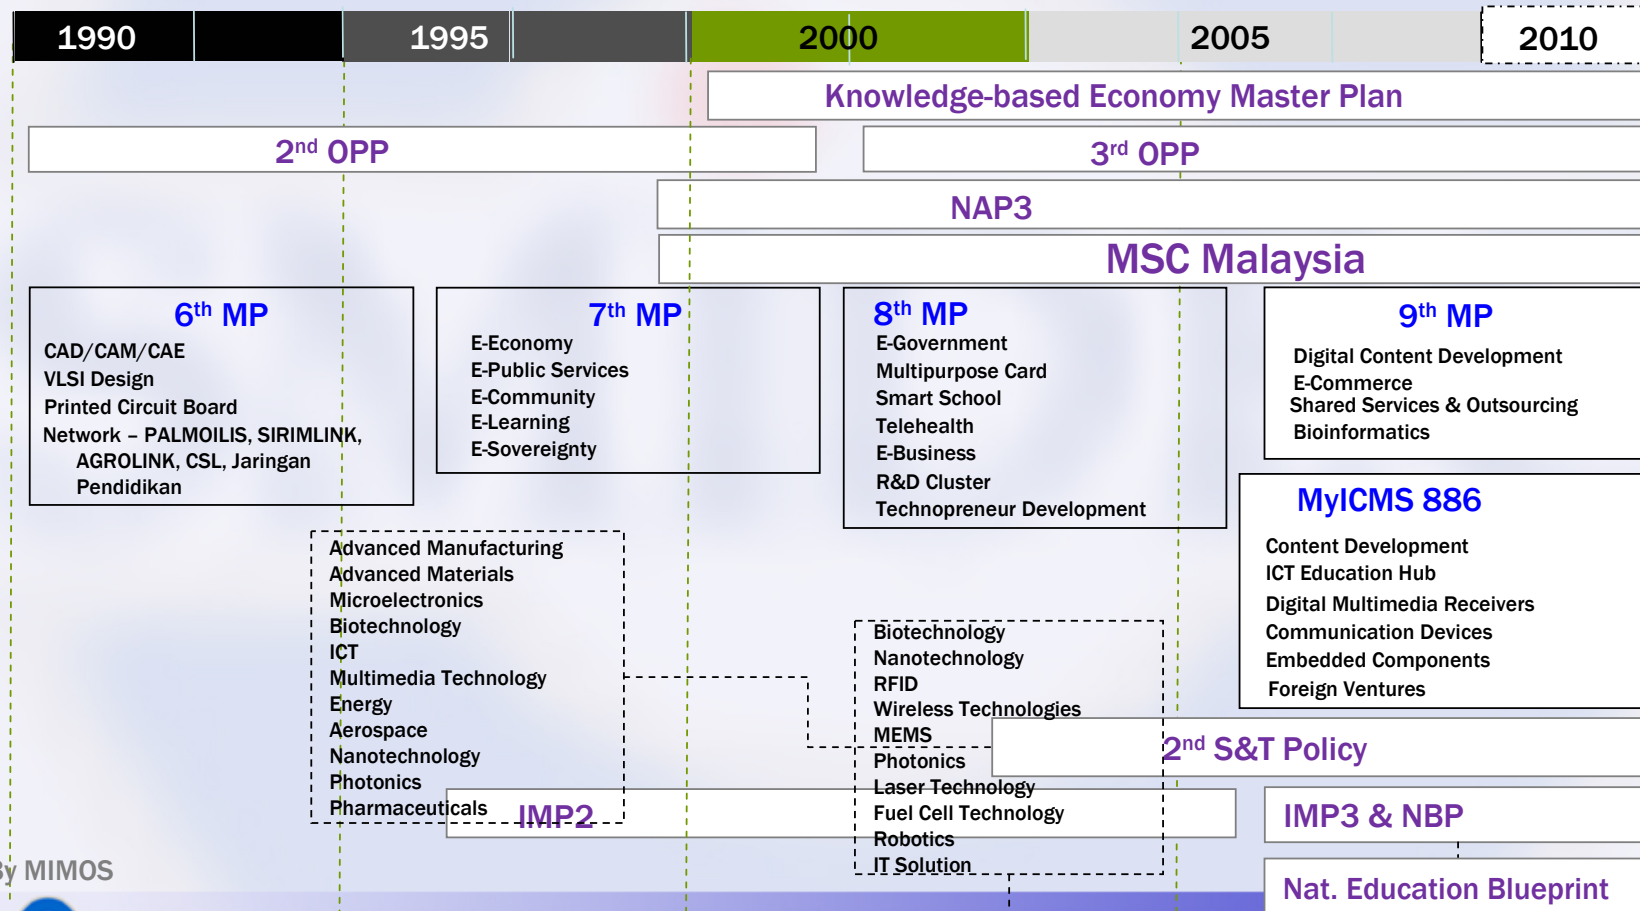 1990 1995 2000 2005 2010
Knowledge-based Economy Master Plan
2nd OPP
3rd OPP
NAP3
MSC Malaysia
6th MP
CAD/CAM/CAE
VLSI Design
Printed Circuit Board
Network – PALMOILIS, SIRIMLINK,
AGROLINK, CSL, Jaringan
Pendidikan
7th MP
E-Economy
E-Public Services
E-Community
E-Learning
E-Sovereignty
8th MP
E-Government
Multipurpose Card
Smart School
Telehealth
E-Business
R&D Cluster
Technopreneur Development
9th MP
Digital Content Development
E-Commerce
Shared Services & Outsourcing
Bioinformatics
MyICMS 886
Content Development
ICT Education Hub
Digital Multimedia Receivers
Communication Devices
Embedded Components
Foreign Ventures
Advanced Manufacturing
Advanced Materials
Microelectronics
Biotechnology
ICT
Multimedia Technology
Energy
Aerospace
Nanotechnology
Photonics
Pharmaceuticals
Biotechnology
Nanotechnology
RFID
Wireless Technologies
MEMS
Photonics
Laser Technology
Fuel Cell Technology
Robotics
IT Solution
2nd S&T Policy
IMP2
IMP3 & NBP
Nat. Education Blueprint
By MIMOS